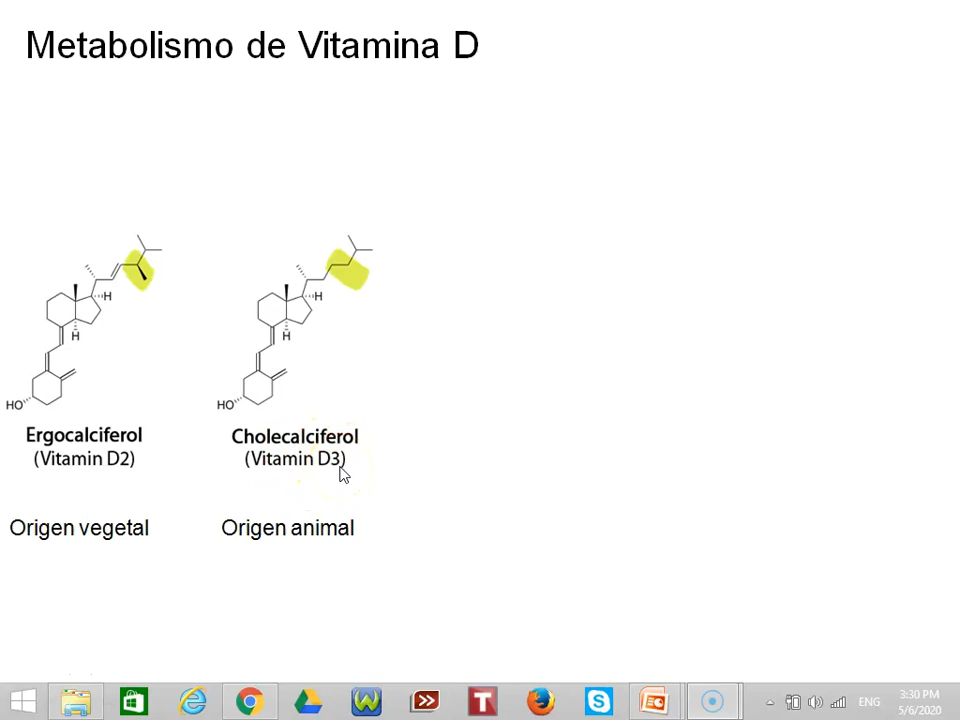 Metabolismo de Vitamina D
H
H
HO
H
H
HO
Ergocalciferol
(Vitamin D2)
Cholecalciferol
(Vitamin D3)
Origen vegetal
Origen animal
W
T
S
ENG
3:30 PM
5/6/2020